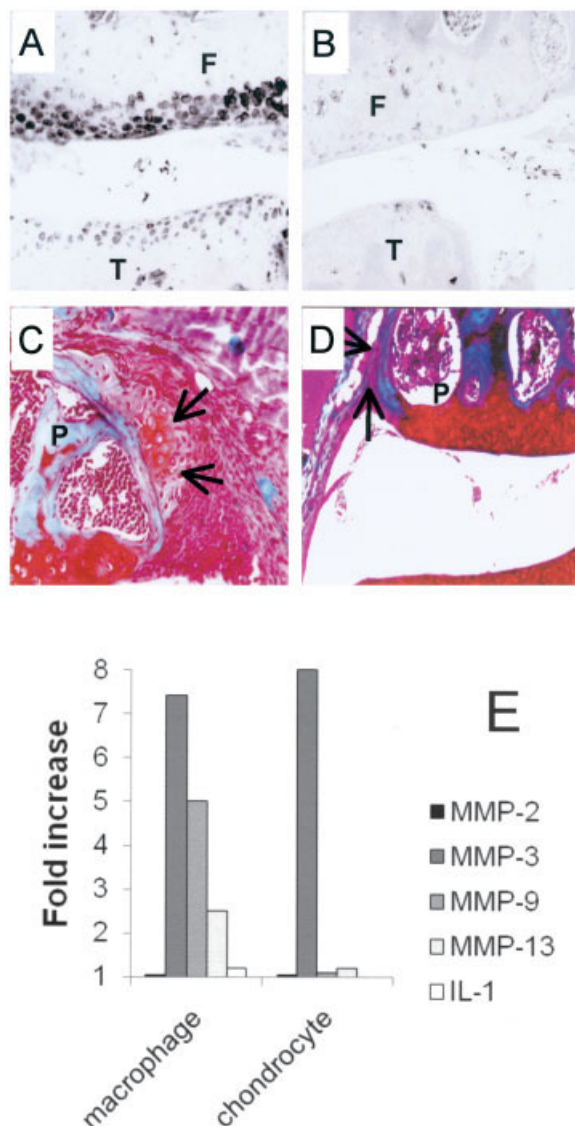 A
F
T
B
F
T
C
P
D
P
E
Fold increase
8
7
6
5
4
3
2
1
macrophage
chondrocyte
MMP-2
MMP-3
MMP-9
MMP-13
IL-1